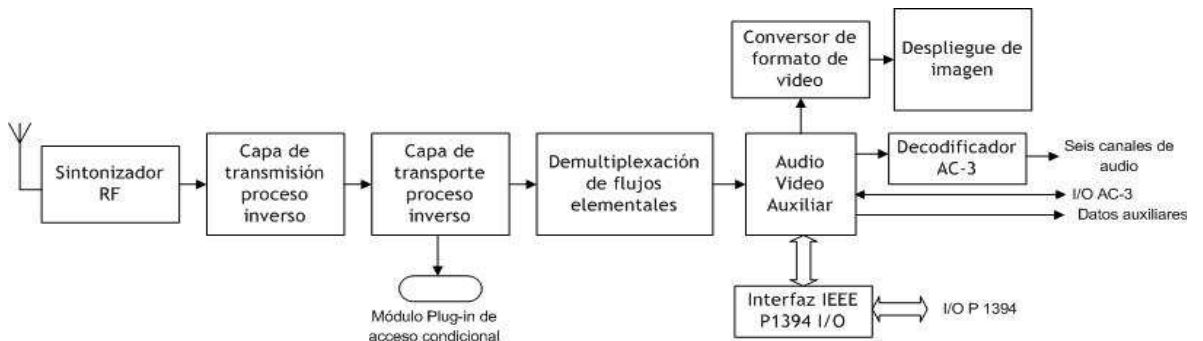 Conversor de
formato de
video
Despliegue de
imagen
Sintonizador
RF
Capa de
transmisión
proceso
inverso
Capa de
transporte
proceso
inverso
Demultiplexación
de flujos
elementales
Audio
Video
Auxiliar
Decodificador
AC-3
Seis canales de
audio
I/O AC-3
Datos auxiliares
Módulo Plug-in de
acceso condicional
Interfaz IEEE
P1394 I/O
I/O P 1394